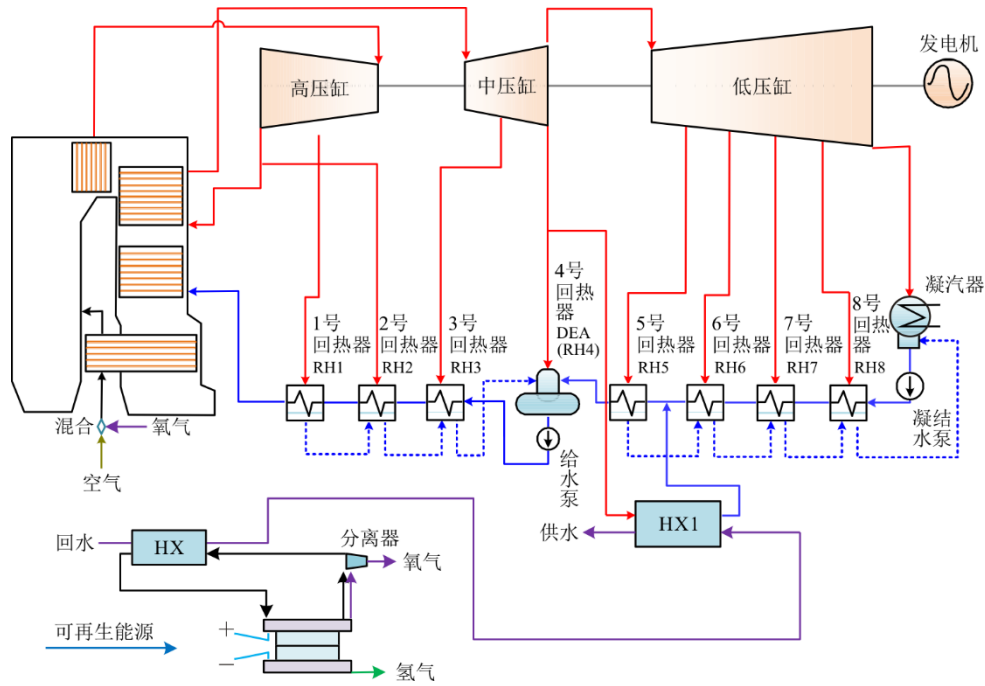 发电机
高压缸
中压缸
低压缸
1号
回热器
RH1
2号
回热器
RH2
3号
回热器
RH3
4号
回热
器
DEA
(RH4)
5号
回热器
RH5
6号
回热器
RH6
7号
回热器
RH7
8号
回热
器
RH8
凝汽器
凝结
水泵
给
水
泵
混合
氧气
空气
回水
HX
分离器
氧气
供水
HX1
可再生能源
+
−
氢气